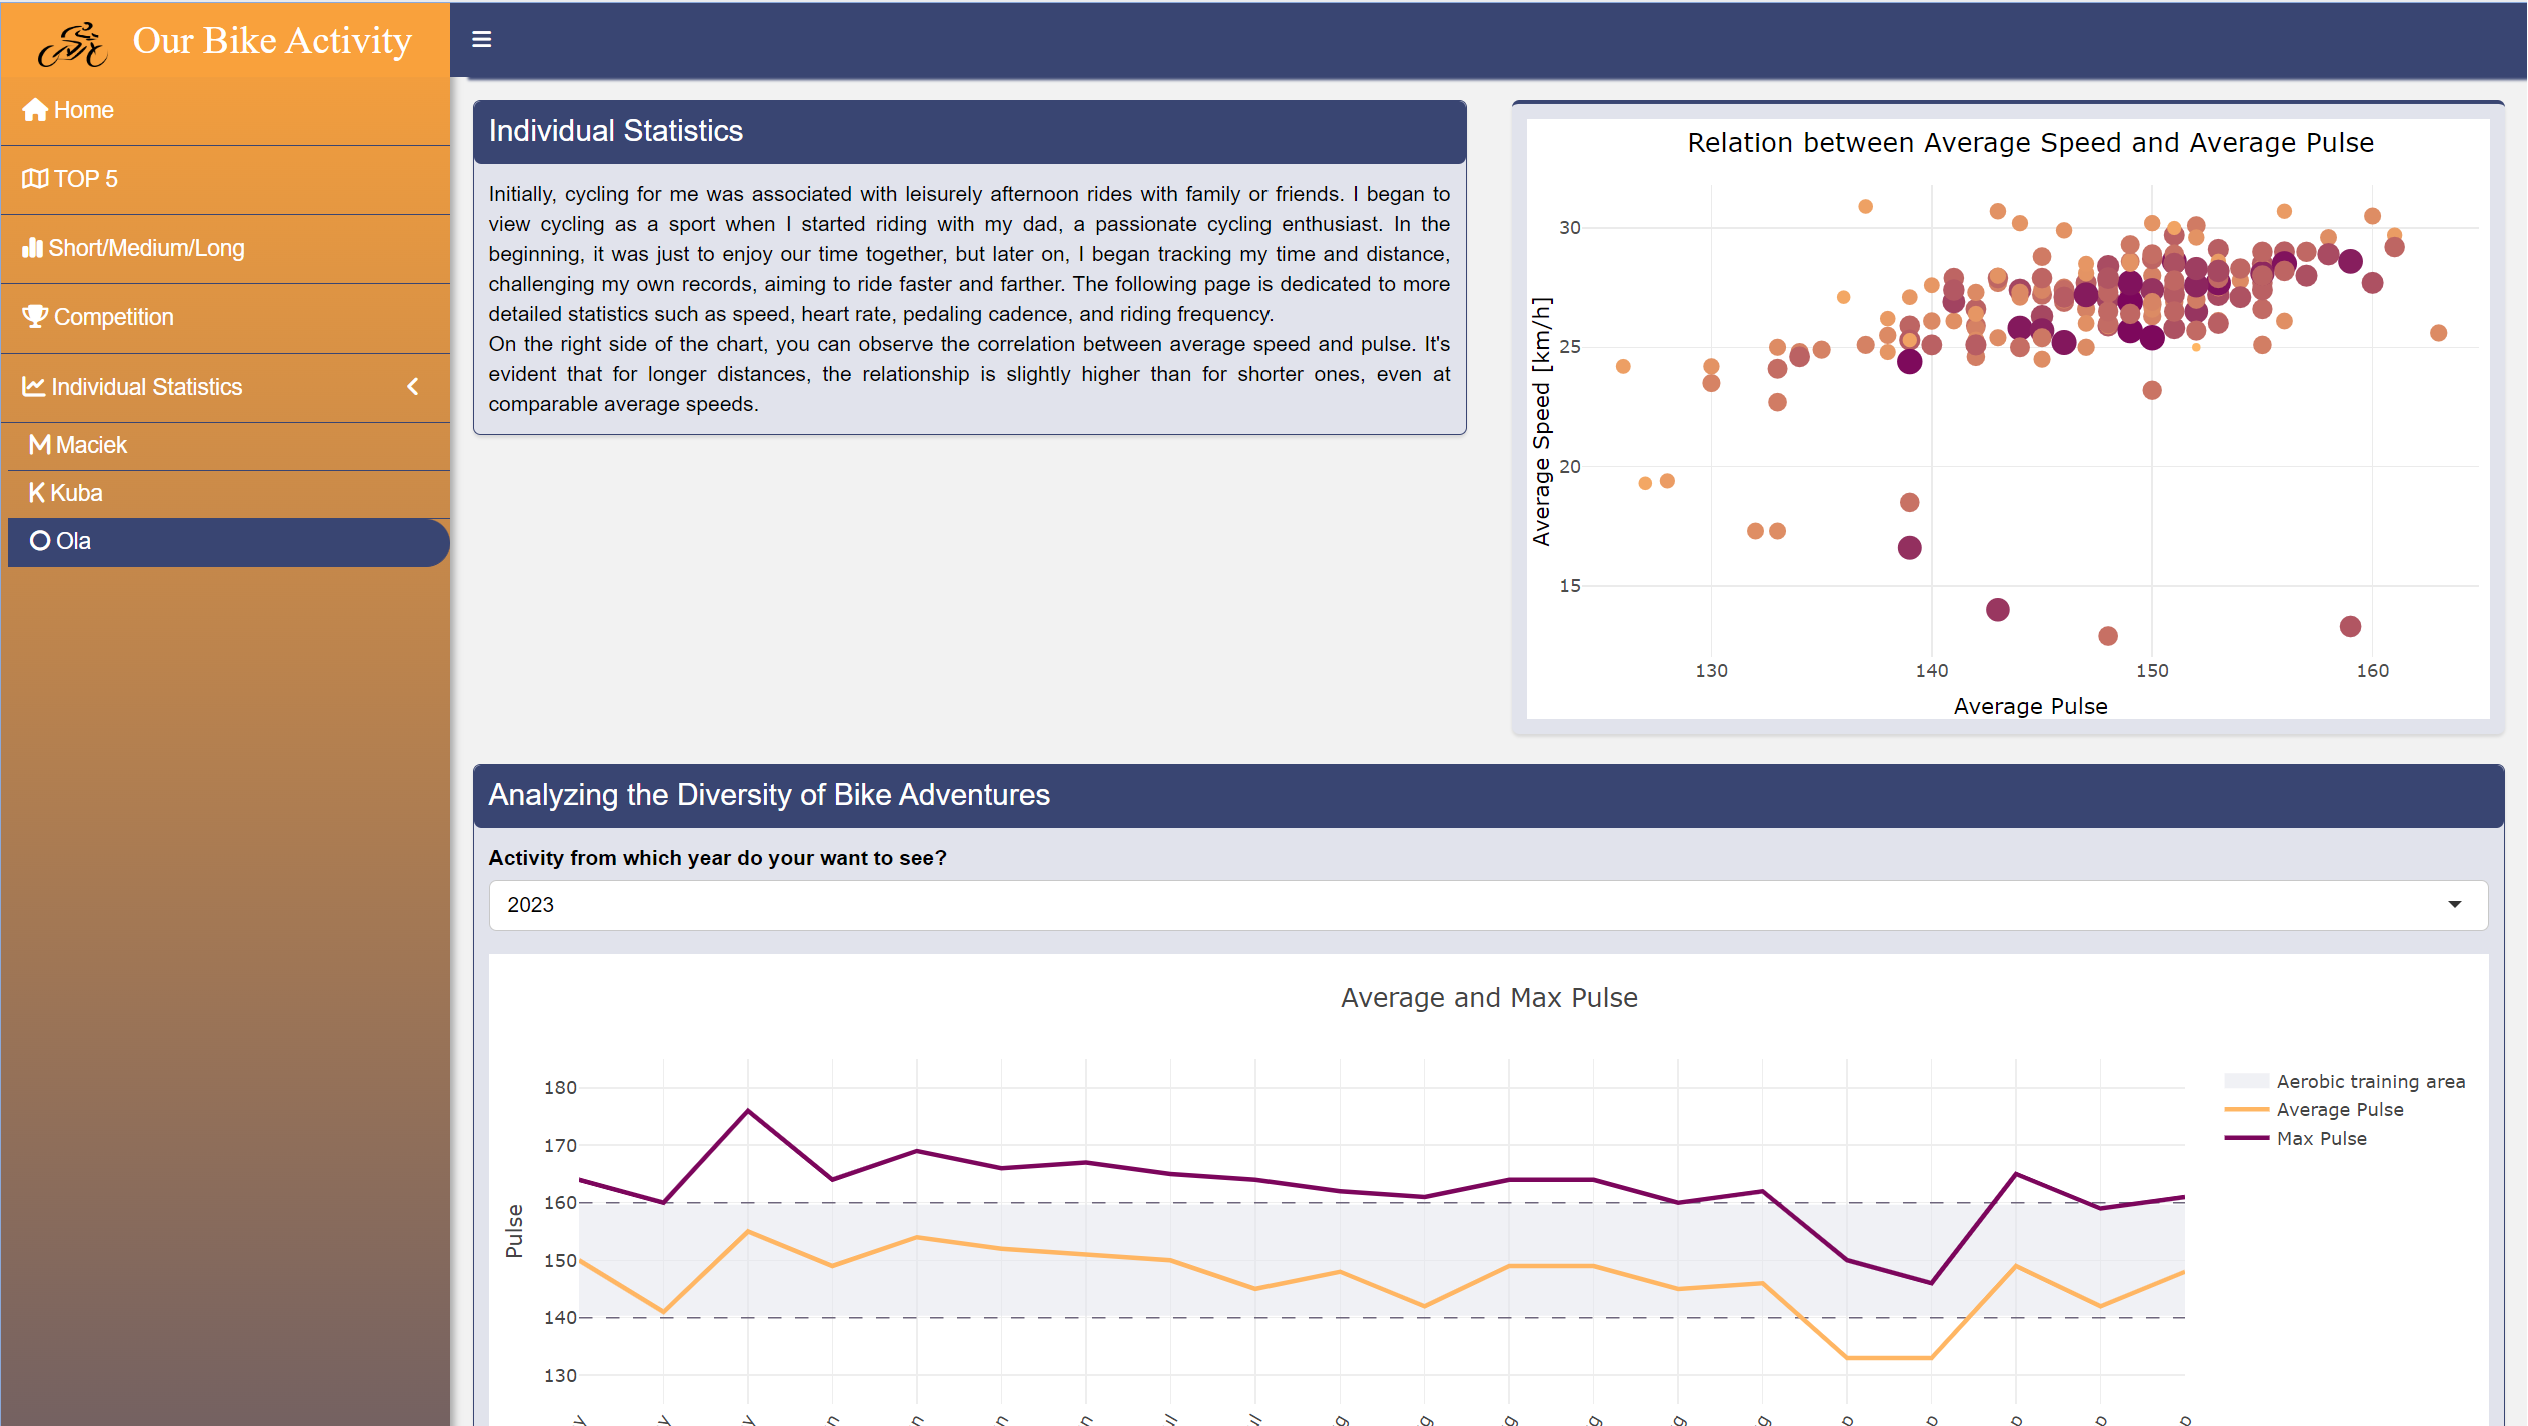 Our Bike Activity
Home
TOP 5
Short/Medium/Long
Competition
Individual Statistics
Maciek
Kuba
Ola
Individual Statistics
Initially, cycling for me was associated with leisurely afternoon rides with family or friends. I began to
view cycling as a sport when I started riding with my dad, a passionate cycling enthusiast. In the
beginning, it was just to enjoy our time together, but later on, I began tracking my time and distance,
challenging my own records, aiming to ride faster and farther. The following page is dedicated to more
detailed statistics such as speed, heart rate, pedaling cadence, and riding frequency.
On the right side of the chart, you can observe the correlation between average speed and pulse. It's
evident that for longer distances, the relationship is slightly higher than for shorter ones, even at
comparable average speeds.
Relation between Average Speed and Average Pulse
Average Speed [km/h]
30
25
20
15
130 140 150 160
Average Pulse
Analyzing the Diversity of Bike Adventures
Activity from which year do your want to see?
2023
Average and Max Pulse
Pulse
180
170
160
150
140
130
Aerobic training area
Average Pulse
Max Pulse